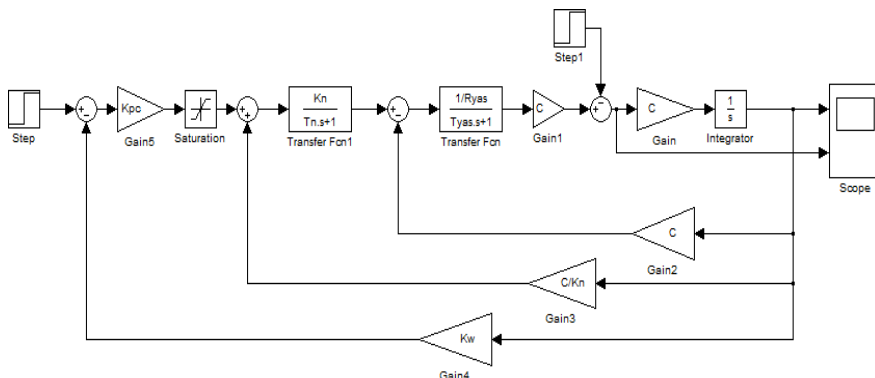 Step1
Step
Kpc
Gain5
Saturation
Kn
Tn.s+1
Transfer Fcn1
1/Ryas
Tyas.s+1
Transfer Fcn
C
Gain1
C
Gain
1
s
Integrator
Scope
C
Gain2
C/Kn
Gain3
Kw
Gain4